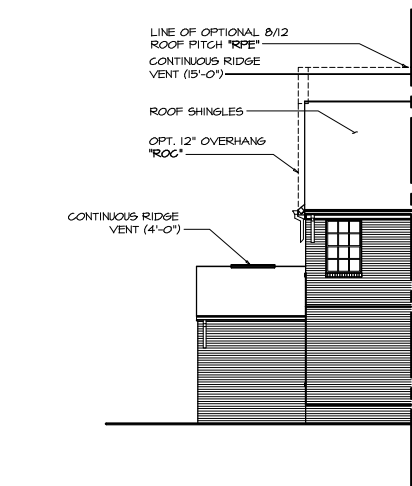 LINE OF OPTIONAL 8/12
ROOF PITCH "RPE"
CONTINUOUS RIDGE
VENT (15'-0")
ROOF SHINGLES
OPT. 12" OVERHANG
"ROC"
CONTINUOUS RIDGE
VENT (4'-0")